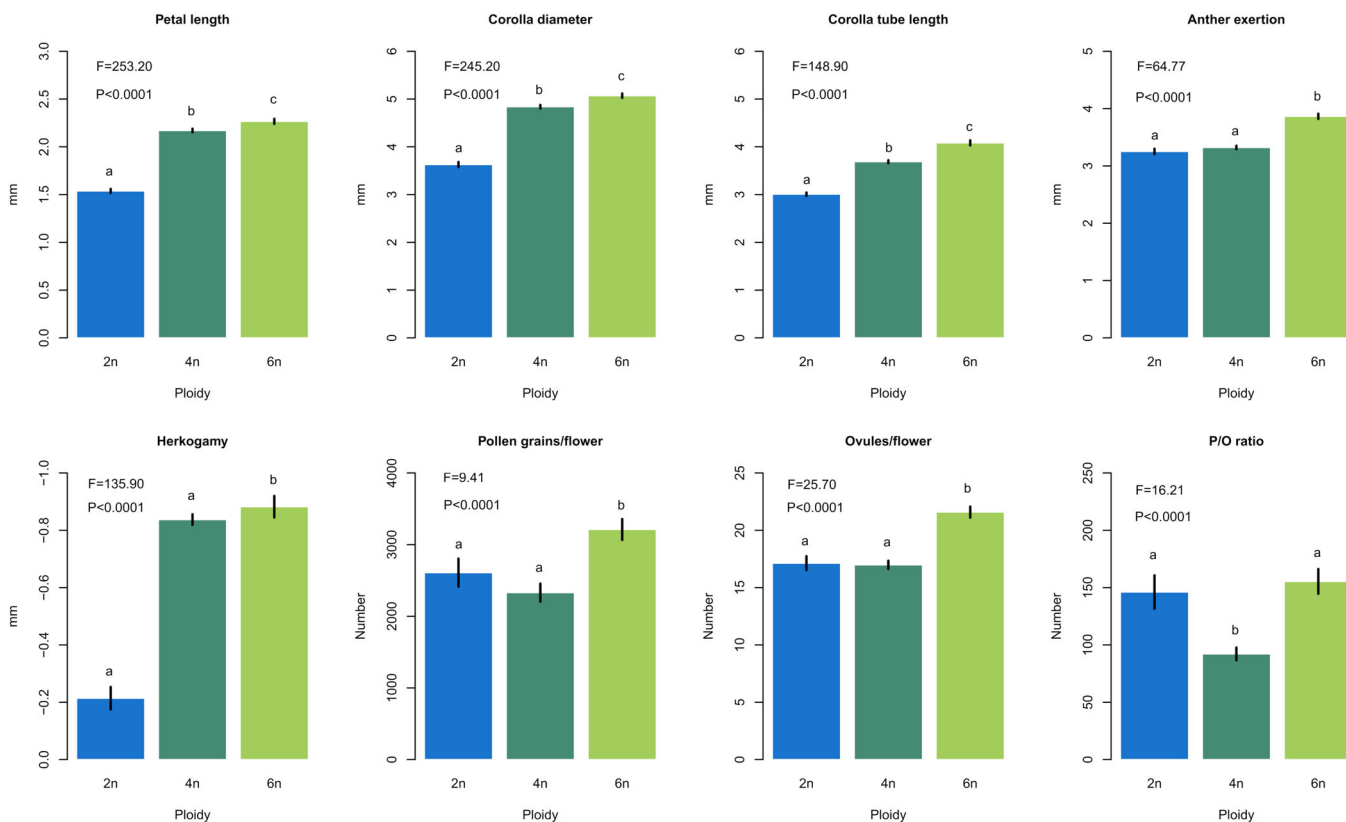 Petal length
F=253.20
P<0.0001
mm
0.0
0.5
1.0
1.5
2.0
2.5
3.0
a
b
c
2n
4n
6n
Ploidy
Corolla diameter
F=245.20
P<0.0001
mm
0
1
2
3
4
5
6
a
b
c
2n
4n
6n
Ploidy
Corolla tube length
F=148.90
P<0.0001
mm
0
1
2
3
4
5
6
a
b
c
2n
4n
6n
Ploidy
Anther exertion
F=64.77
P<0.0001
mm
0
1
2
3
4
5
a
a
b
2n
4n
6n
Ploidy
Herkogamy
F=135.90
P<0.0001
mm
0.0
−0.2
−0.4
−0.6
−0.8
−1.0
a
a
b
2n
4n
6n
Ploidy
Pollen grains/flower
F=9.41
P<0.0001
Number
0
1000
2000
3000
4000
a
a
b
2n
4n
6n
Ploidy
Ovules/flower
F=25.70
P<0.0001
Number
0
5
10
15
20
25
a
a
b
2n
4n
6n
Ploidy
P/O ratio
F=16.21
P<0.0001
Number
0
50
100
150
200
250
a
b
a
2n
4n
6n
Ploidy